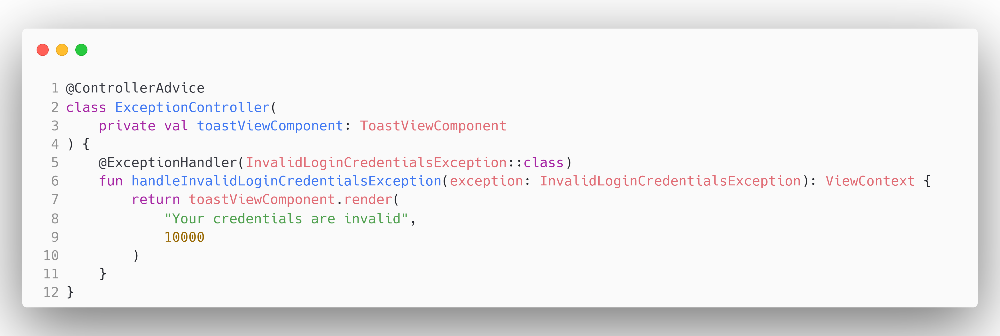 1 @ControllerAdvice
2 class ExceptionController(
3     private val toastViewComponent: ToastViewComponent
4 ) {
5     @ExceptionHandler(InvalidLoginCredentialsException::class)
6     fun handleInvalidLoginCredentialsException(exception: InvalidLoginCredentialsException): ViewContext {
7         return toastViewComponent.render(
8             "Your credentials are invalid",
9             10000
10         )
11     }
12 }